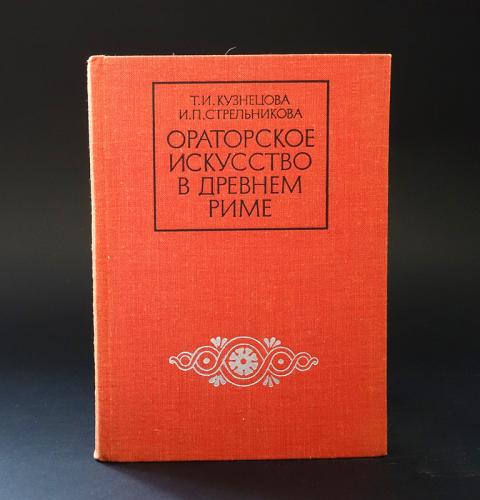 Т.И.КУЗНЕЦОВА
И.П.СТРЕЛЬНИКОВА
ОРАТОРСКОЕ
ИСКУССТВО
В ДРЕВНЕМ
РИМЕ